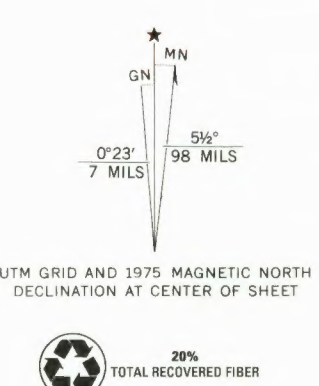 ★
MN
GN
0°23'
7 MILS
5½°
98 MILS
UTM GRID AND 1975 MAGNETIC NORTH
DECLINATION AT CENTER OF SHEET
20%
TOTAL RECOVERED FIBER